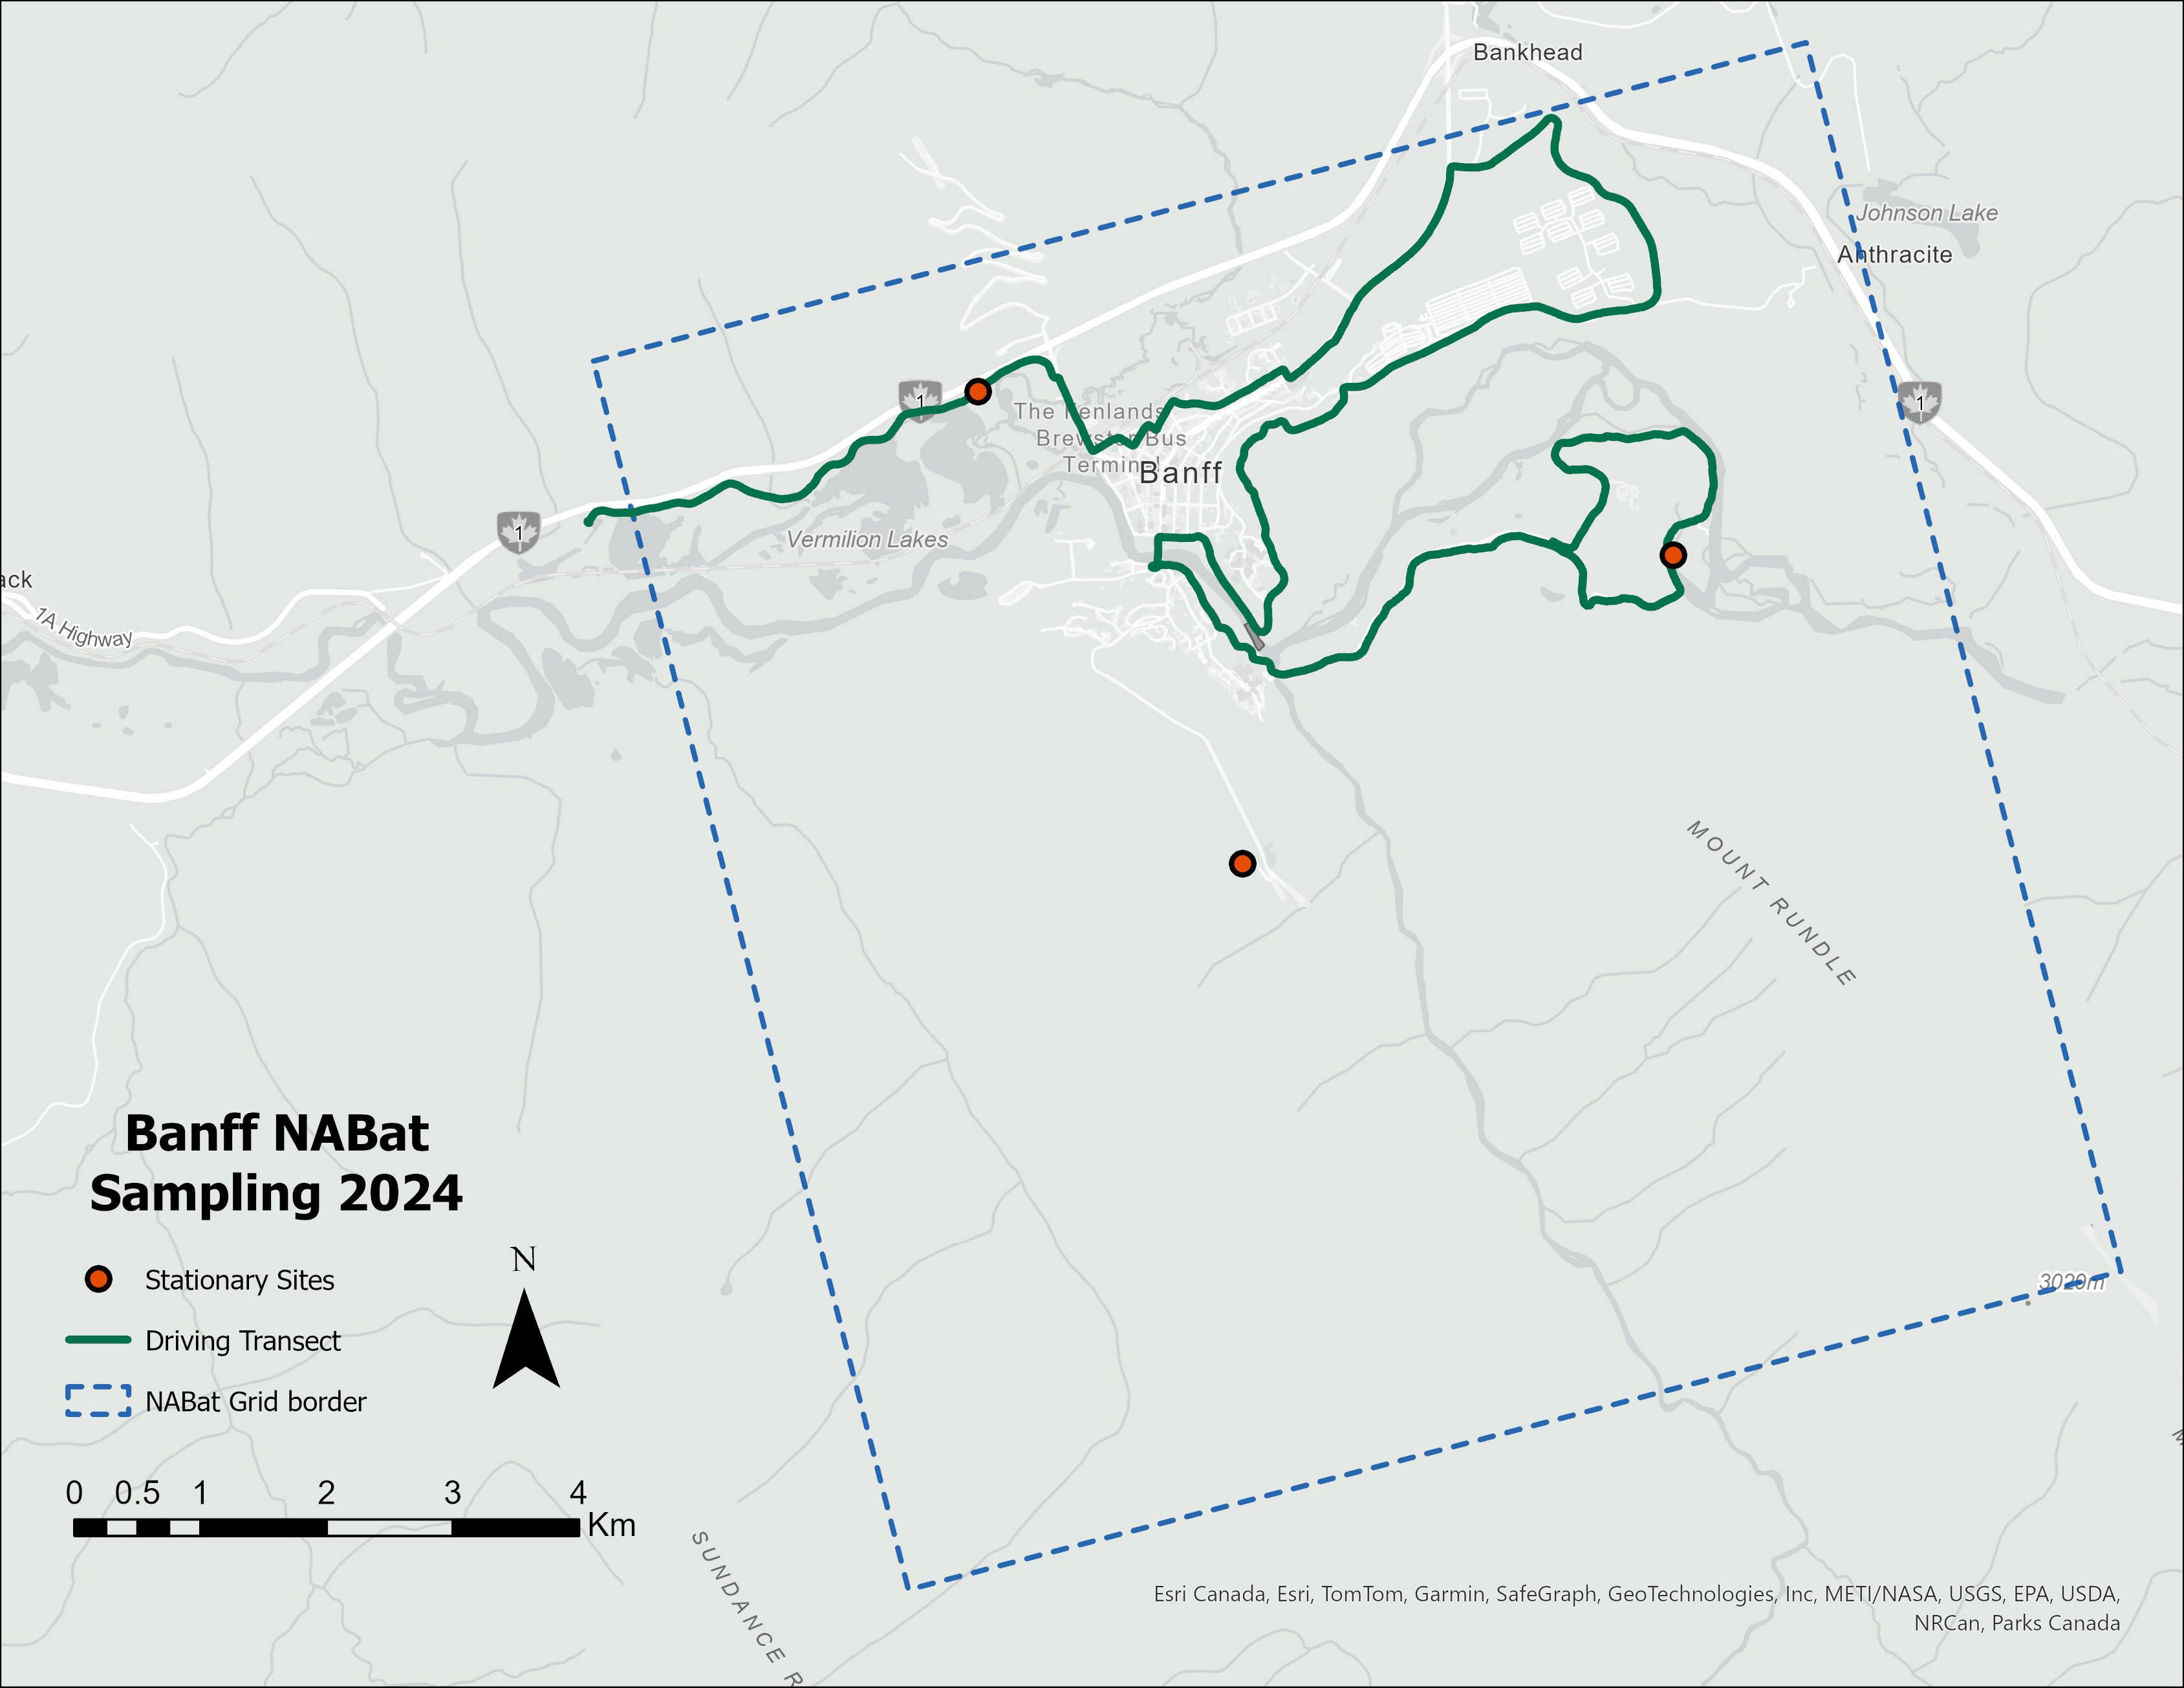 Bankhead
Johnson Lake
Anthracite
1
The Fenlands
Brewster Bus
Terminal
Banff
1
1
Vermilion Lakes
ack
1A Highway
MOUNT RUNDLE
Banff NABat
Sampling 2024
N
Stationary Sites
Driving Transect
NABat Grid border
3029m
0 0.5 1 2 3 4
Km
SUNDANCE R
Esri Canada, Esri, TomTom, Garmin, SafeGraph, GeoTechnologies, Inc, METI/NASA, USGS, EPA, USDA,
NRCan, Parks Canada